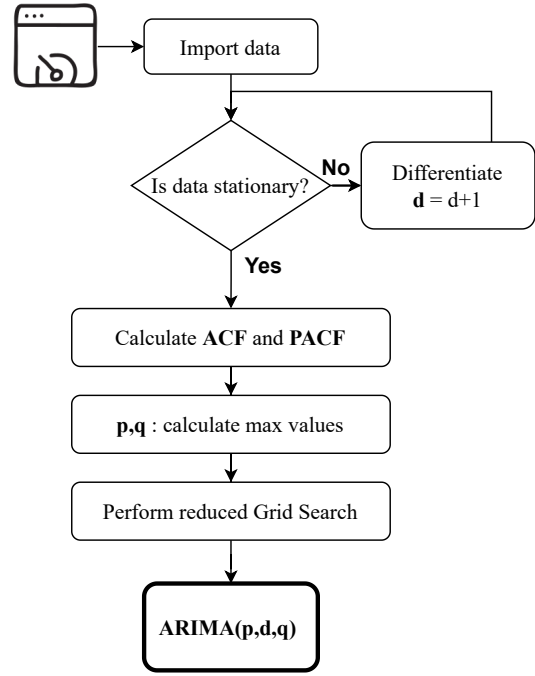 Import data
Is data stationary?
No
Differentiate
d = d+1
Yes
Calculate ACF and PACF
p,q : calculate max values
Perform reduced Grid Search
ARIMA(p,d,q)